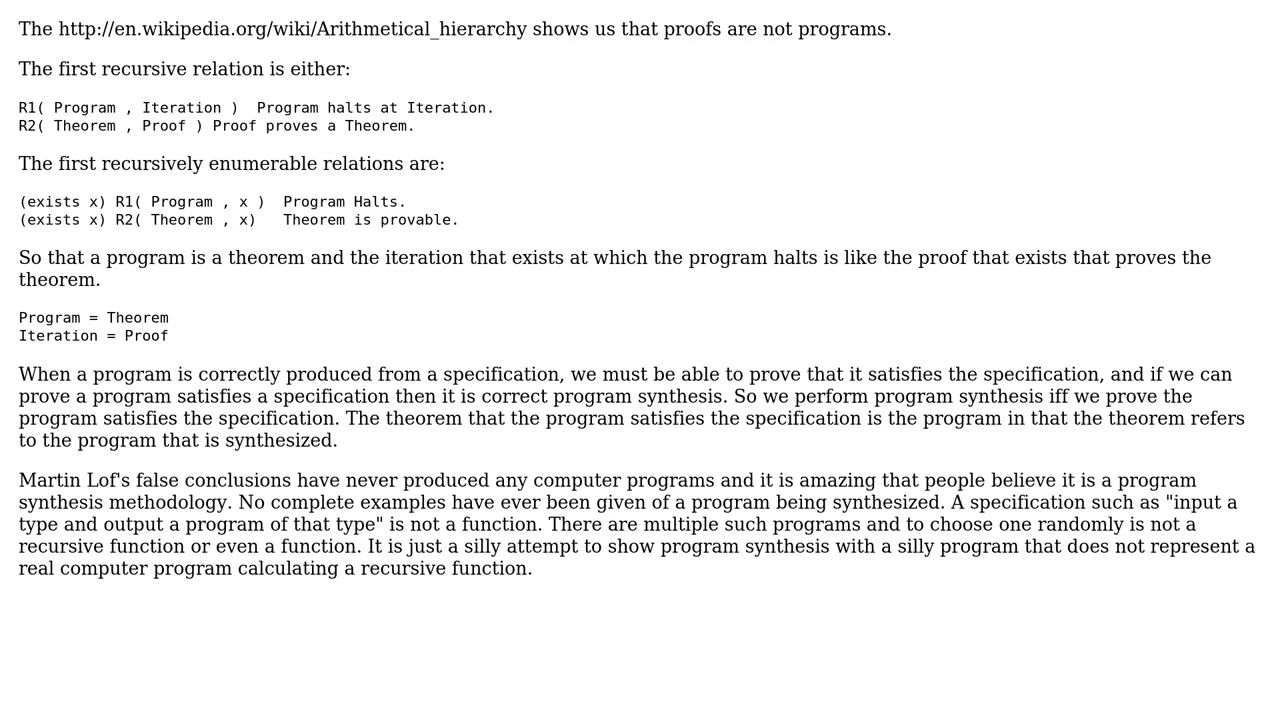 The http://en.wikipedia.org/wiki/Arithmetical_hierarchy shows us that proofs are not programs.
The first recursive relation is either:
R1( Program , Iteration )  Program halts at Iteration.
R2( Theorem , Proof ) Proof proves a Theorem.
The first recursively enumerable relations are:
(exists x) R1( Program , x )  Program Halts.
(exists x) R2( Theorem , x)   Theorem is provable.
So that a program is a theorem and the iteration that exists at which the program halts is like the proof that exists that proves the
theorem.
Program = Theorem
Iteration = Proof
When a program is correctly produced from a specification, we must be able to prove that it satisfies the specification, and if we can
prove a program satisfies a specification then it is correct program synthesis. So we perform program synthesis iff we prove the
program satisfies the specification. The theorem that the program satisfies the specification is the program in that the theorem refers
to the program that is synthesized.
Martin Lof's false conclusions have never produced any computer programs and it is amazing that people believe it is a program
synthesis methodology. No complete examples have ever been given of a program being synthesized. A specification such as "input a
type and output a program of that type" is not a function. There are multiple such programs and to choose one randomly is not a
recursive function or even a function. It is just a silly attempt to show program synthesis with a silly program that does not represent a
real computer program calculating a recursive function.